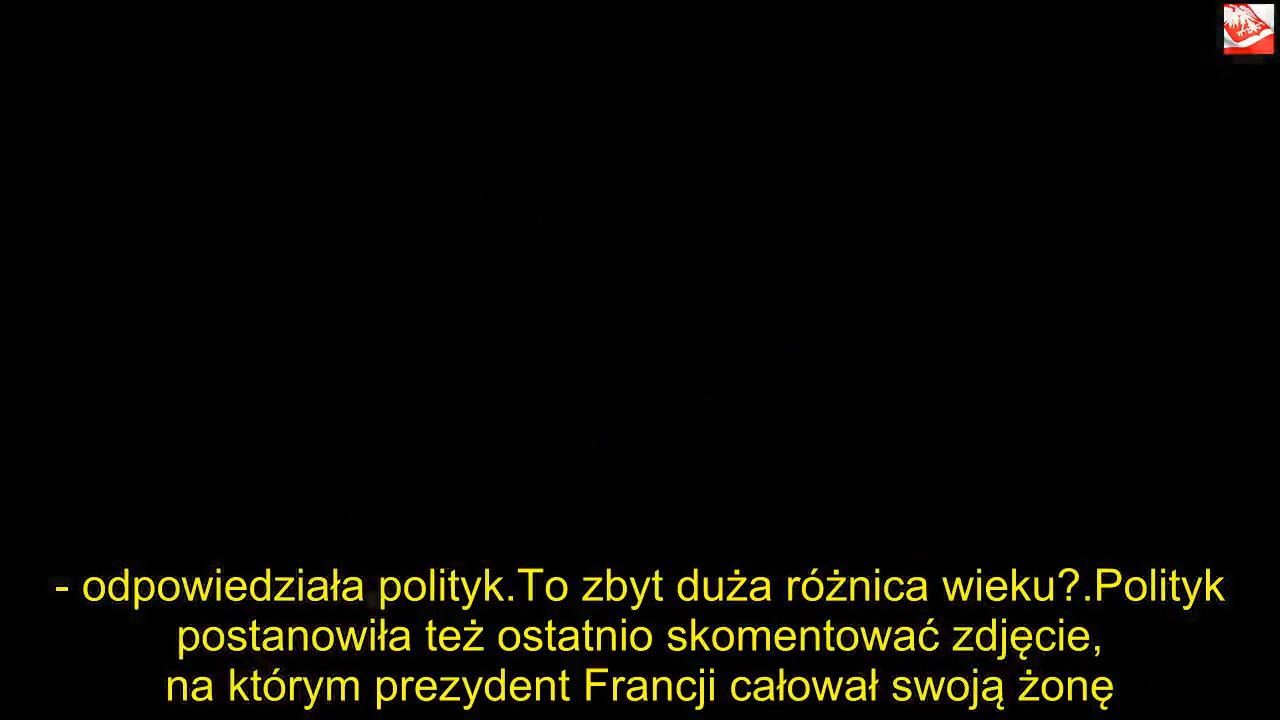 - odpowiedziała polityk.To zbyt duża różnica wieku?.Polityk
postanowiła też ostatnio skomentować zdjęcie,
na którym prezydent Francji całował swoją żonę